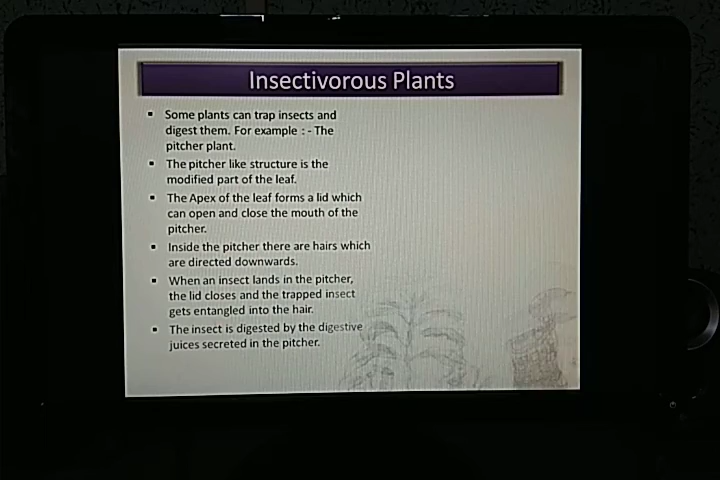 Insectivorous Plants
▪ Some plants can trap insects and
digest them. For example : - The
pitcher plant.
▪ The pitcher like structure is the
modified part of the leaf.
▪ The Apex of the leaf forms a lid which
can open and close the mouth of the
pitcher.
▪ Inside the pitcher there are hairs which
are directed downwards.
▪ When an insect lands in the pitcher,
the lid closes and the trapped insect
gets entangled into the hair.
▪ The insect is digested by the digestive
juices secreted in the pitcher.